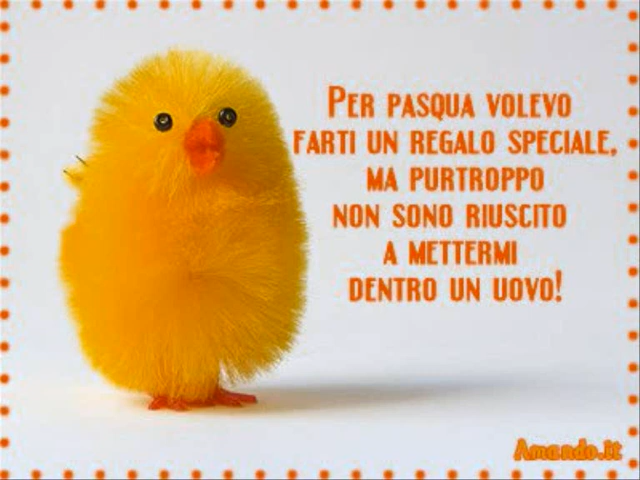 PER PASQUA VOLEVO
FARTI UN REGALO SPECIALE,
MA PURTROPPO
NON SONO RIUSCITO
A METTERMI
DENTRO UN UOVO!
Amando.it